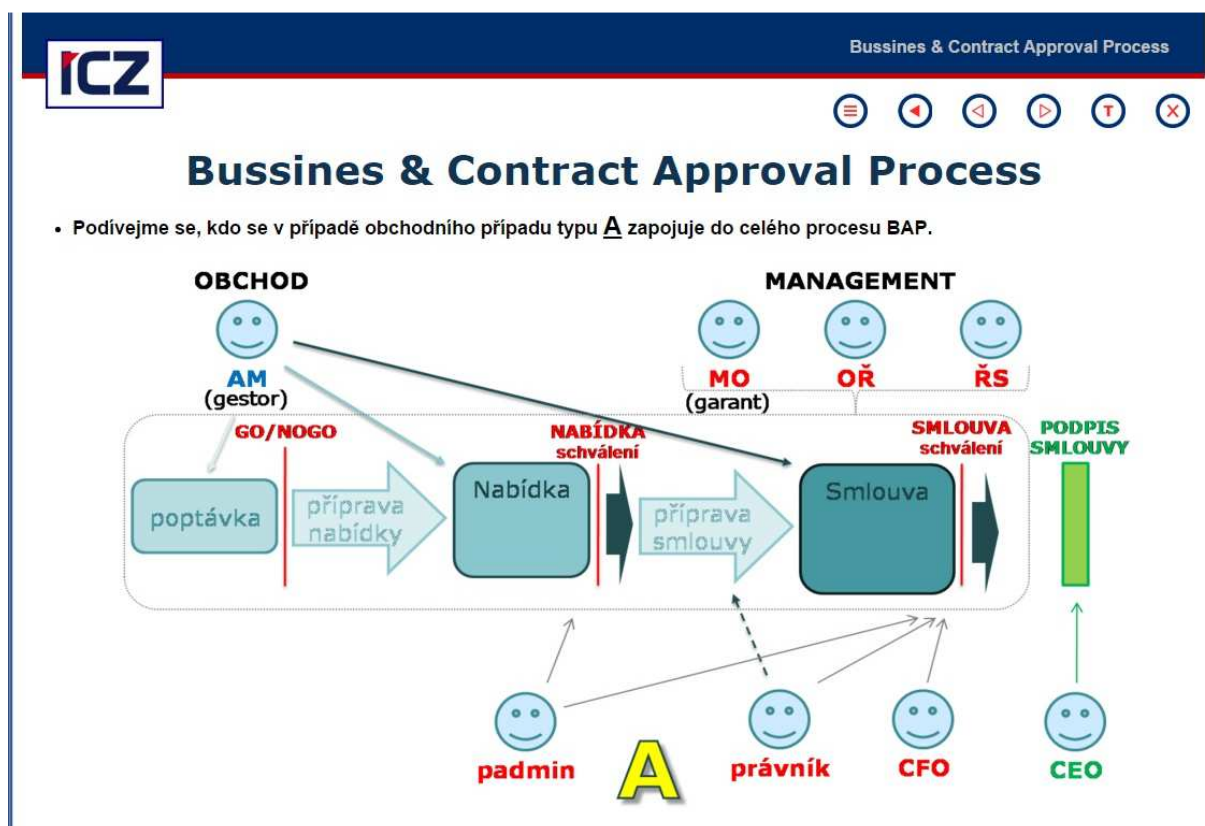 Bussines & Contract Approval Process
ICZ
T
Bussines & Contract Approval Process
• Podívejme se, kdo se v případě obchodního případu typu A zapojuje do celého procesu BAP.
OBCHOD
MANAGEMENT
AM
(gestor)
MO
(garant)
OŘ
ŘS
GO/NOGO
NABÍDKA
schválení
SMLOUVA
schválení
PODPIS
SMLOUVY
poptávka
příprava
nabídky
Nabídka
příprava
smlouvy
Smlouva
padmin
A
právník
CFO
CEO